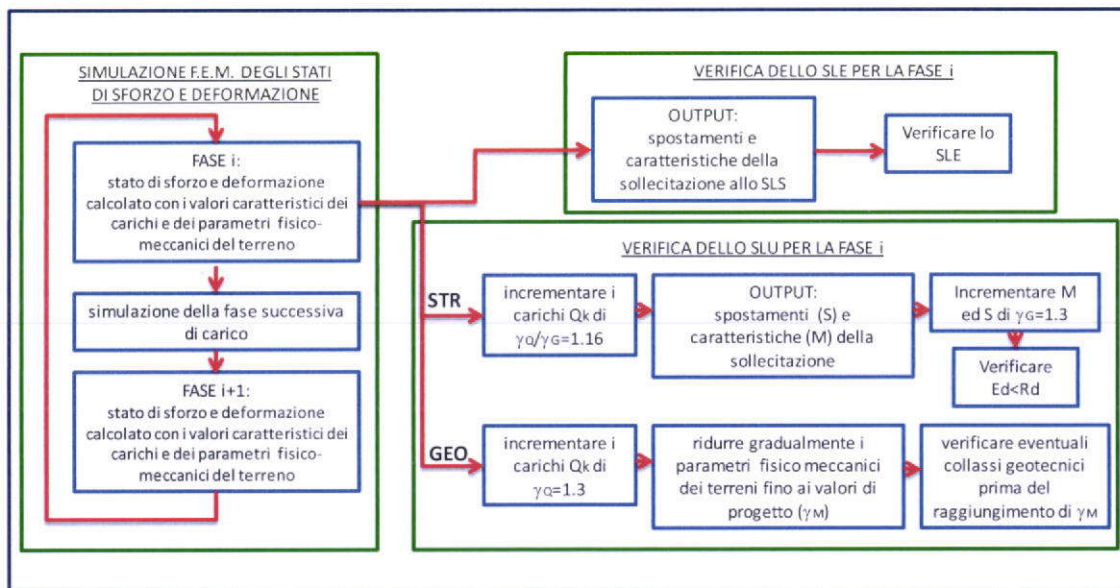 SIMULAZIONE F.E.M. DEGLI STATI
DI SFORZO E DEFORMAZIONE
FASE i:
stato di sforzo e deformazione
calcolato con i valori caratteristici dei
carichi e dei parametri fisico-
meccanici del terreno
simulazione della fase successiva
di carico
FASE i+1:
stato di sforzo e deformazione
calcolato con i valori caratteristici dei
carichi e dei parametri fisico-
meccanici del terreno
VERIFICA DELLO SLE PER LA FASE i
OUTPUT:
spostamenti e
caratteristiche della
sollecitazione allo SLS
Verificare lo
SLE
VERIFICA DELLO SLU PER LA FASE i
STR
incrementare i
carichi Qk di
γQ/γG=1.16
OUTPUT:
spostamenti (S) e
caratteristiche (M) della
sollecitazione
Incrementare M
ed S di γG=1.3
Verificare
Ed<Rd
GEO
incrementare i
carichi Qk di
γQ=1.3
ridurre gradualmente i
parametri fisico meccanici
dei terreni fino ai valori di
progetto (γM)
verificare eventuali
collassi geotecnici
prima del
raggiungimento di γM